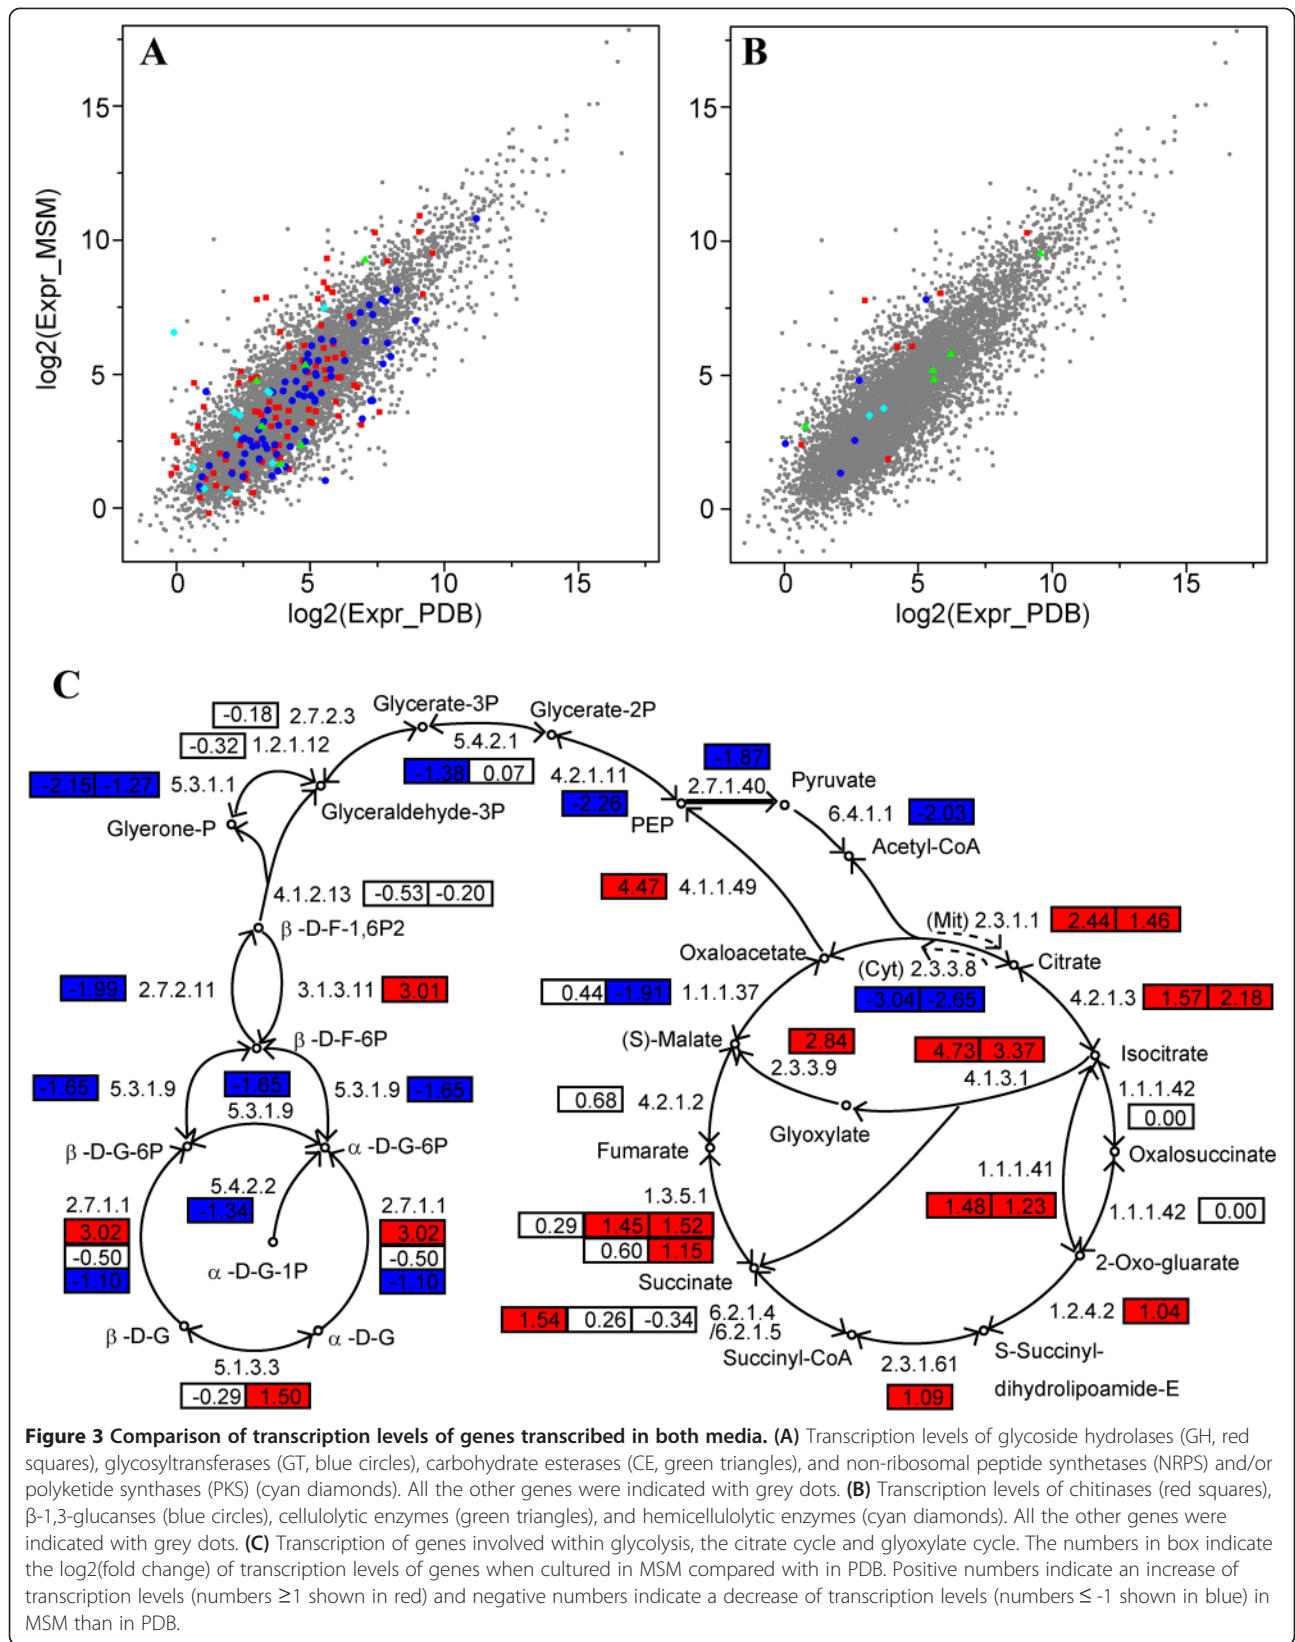 A
B
log2(Expr_MSM)
15
10
5
0
0
5
10
15
log2(Expr_PDB)
15
10
5
0
0
5
10
15
log2(Expr_PDB)
C
Glycerate-3P
Glycerate-2P
-0.18 2.7.2.3
-0.32 1.2.1.12
5.4.2.1
-1.38 0.07
-2.15 -1.27 5.3.1.1
Glyceraldehyde-3P
Glyerone-P
4.2.1.11
-2.26
-1.87
2.7.1.40
PEP
Pyruvate
6.4.1.1 -2.03
Acetyl-CoA
4.47 4.1.1.49
4.1.2.13 -0.53 -0.20
β -D-F-1,6P2
(Mit) 2.3.1.1 2.44 1.46
Oxaloacetate
(Cyt) 2.3.3.8
-3.04 -2.65
Citrate
-1.99 2.7.2.11
3.1.3.11 3.01
0.44 -1.91 1.1.1.37
4.2.1.3 1.57 2.18
β -D-F-6P
(S)-Malate
2.84
2.3.3.9
4.73 3.37
4.1.3.1
Isocitrate
-1.65 5.3.1.9
-1.65
5.3.1.9
5.3.1.9 -1.65
0.68 4.2.1.2
Glyoxylate
1.1.1.42
0.00
β -D-G-6P
α -D-G-6P
Fumarate
Oxalosuccinate
5.4.2.2
-1.34
α -D-G-1P
2.7.1.1
3.02
-0.50
-1.10
2.7.1.1
3.02
-0.50
-1.10
1.3.5.1
0.29 1.45 1.52
0.60 1.15
1.1.1.41
1.48 1.23
1.1.1.42 0.00
Succinate
2-Oxo-gluarate
β -D-G
α -D-G
5.1.3.3
-0.29 1.50
1.54 0.26 -0.34 6.2.1.4
/6.2.1.5
Succinyl-CoA
2.3.1.61
1.09
1.2.4.2 1.04
S-Succinyl-
dihydrolipoamide-E
Figure 3 Comparison of transcription levels of genes transcribed in both media. (A) Transcription levels of glycoside hydrolases (GH, red
squares), glycosyltransferases (GT, blue circles), carbohydrate esterases (CE, green triangles), and non-ribosomal peptide synthetases (NRPS) and/or
polyketide synthases (PKS) (cyan diamonds). All the other genes were indicated with grey dots. (B) Transcription levels of chitinases (red squares),
β-1,3-glucanses (blue circles), cellulolytic enzymes (green triangles), and hemicellulolytic enzymes (cyan diamonds). All the other genes were
indicated with grey dots. (C) Transcription of genes involved within glycolysis, the citrate cycle and glyoxylate cycle. The numbers in box indicate
the log2(fold change) of transcription levels of genes when cultured in MSM compared with in PDB. Positive numbers indicate an increase of
transcription levels (numbers ≥1 shown in red) and negative numbers indicate a decrease of transcription levels (numbers ≤ -1 shown in blue) in
MSM than in PDB.